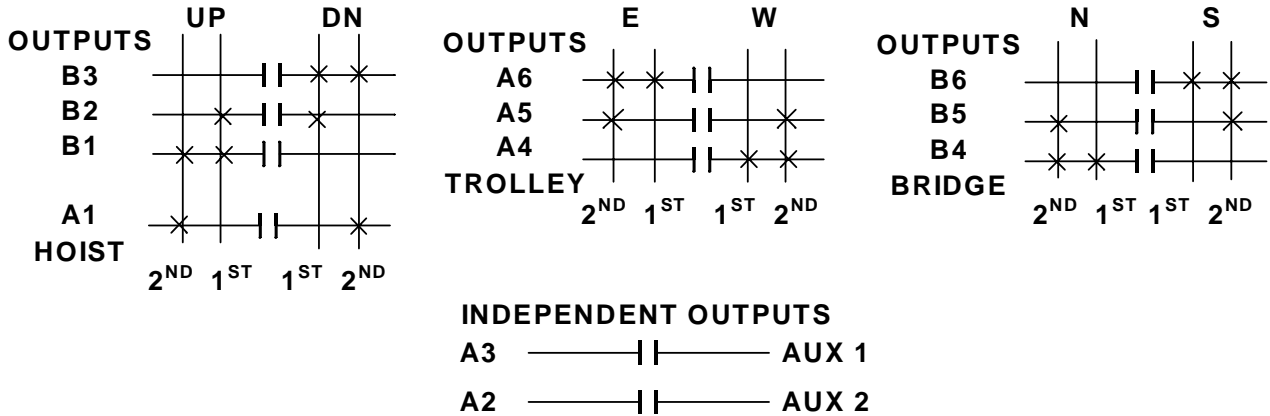 UP DN
OUTPUTS
B3
B2
B1
A1
HOIST
2ND 1ST 1ST 2ND
E W
OUTPUTS
A6
A5
A4
TROLLEY
2ND 1ST 1ST 2ND
N S
OUTPUTS
B6
B5
B4
BRIDGE
2ND 1ST 1ST 2ND
INDEPENDENT OUTPUTS
A3 AUX 1
A2 AUX 2